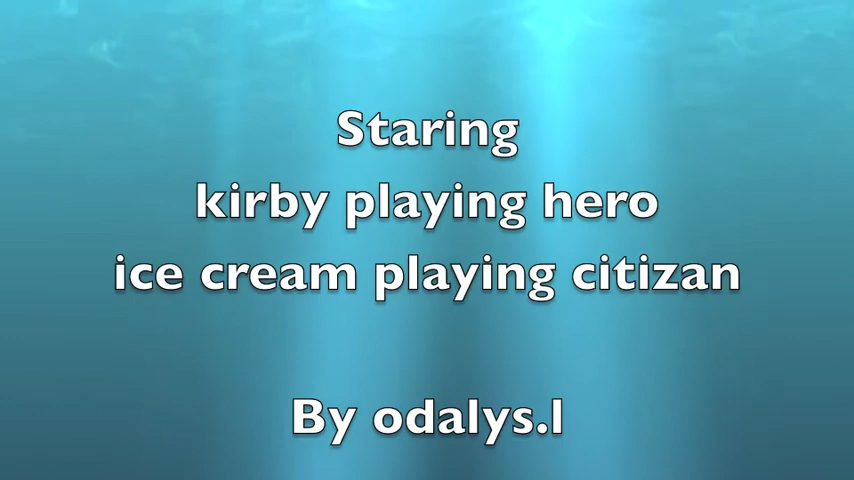 Staring
kirby playing hero
ice cream playing citizan
By odalys.l